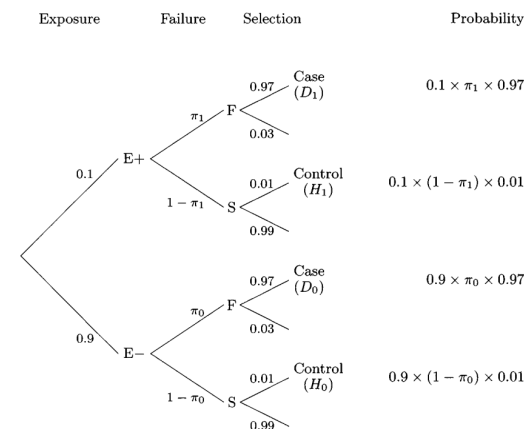 Exposure Failure Selection Probability
0.97 Case
(D₁) 0.1 × π₁ × 0.97
π₁ F
0.03
E+
0.1
0.01 Control
(H₁) 0.1 × (1 − π₁) × 0.01
1 − π₁ S
0.99
0.97 Case
(D₀) 0.9 × π₀ × 0.97
π₀ F
0.03
0.9
E−
0.01 Control
(H₀) 0.9 × (1 − π₀) × 0.01
1 − π₀ S
0.99